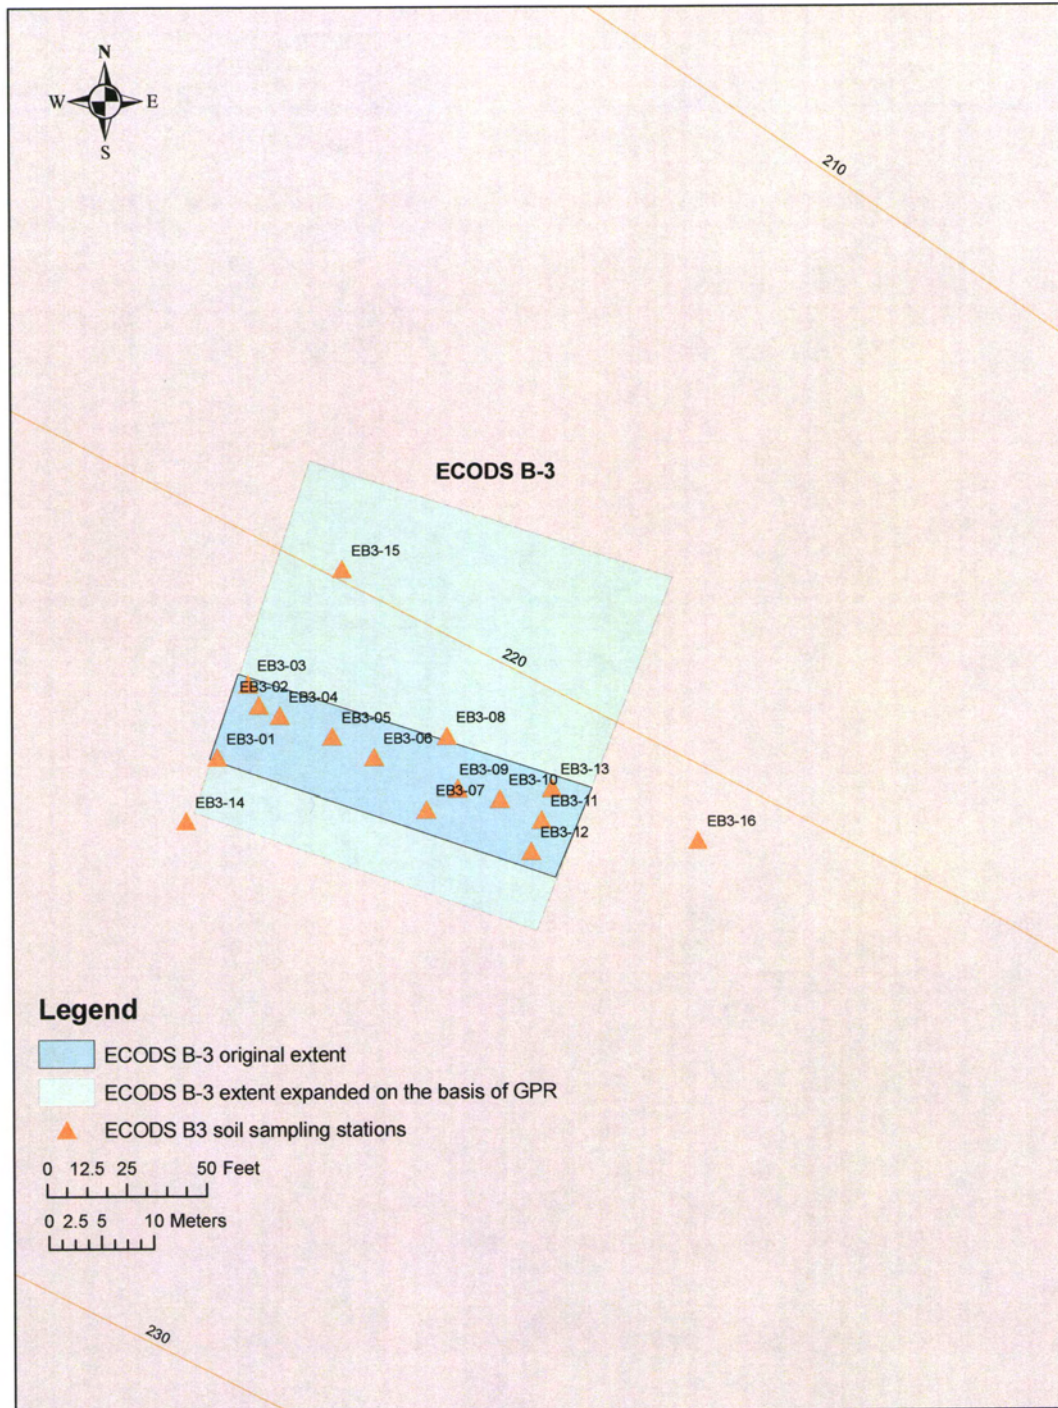 N
W E
S
210
ECODS B-3
EB3-15
220
EB3-03
EB3-02
EB3-04
EB3-05
EB3-08
EB3-01
EB3-06
EB3-09
EB3-13
EB3-10
EB3-07
EB3-11
EB3-14
EB3-12
EB3-16
Legend
ECODS B-3 original extent
ECODS B-3 extent expanded on the basis of GPR
ECODS B3 soil sampling stations
0 12.5 25 50 Feet
0 2.5 5 10 Meters
230